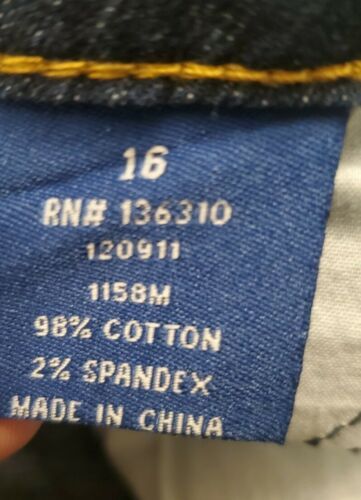 16
RN# 136310
120911
1158M
98% COTTON
2% SPANDEX
MADE IN CHINA